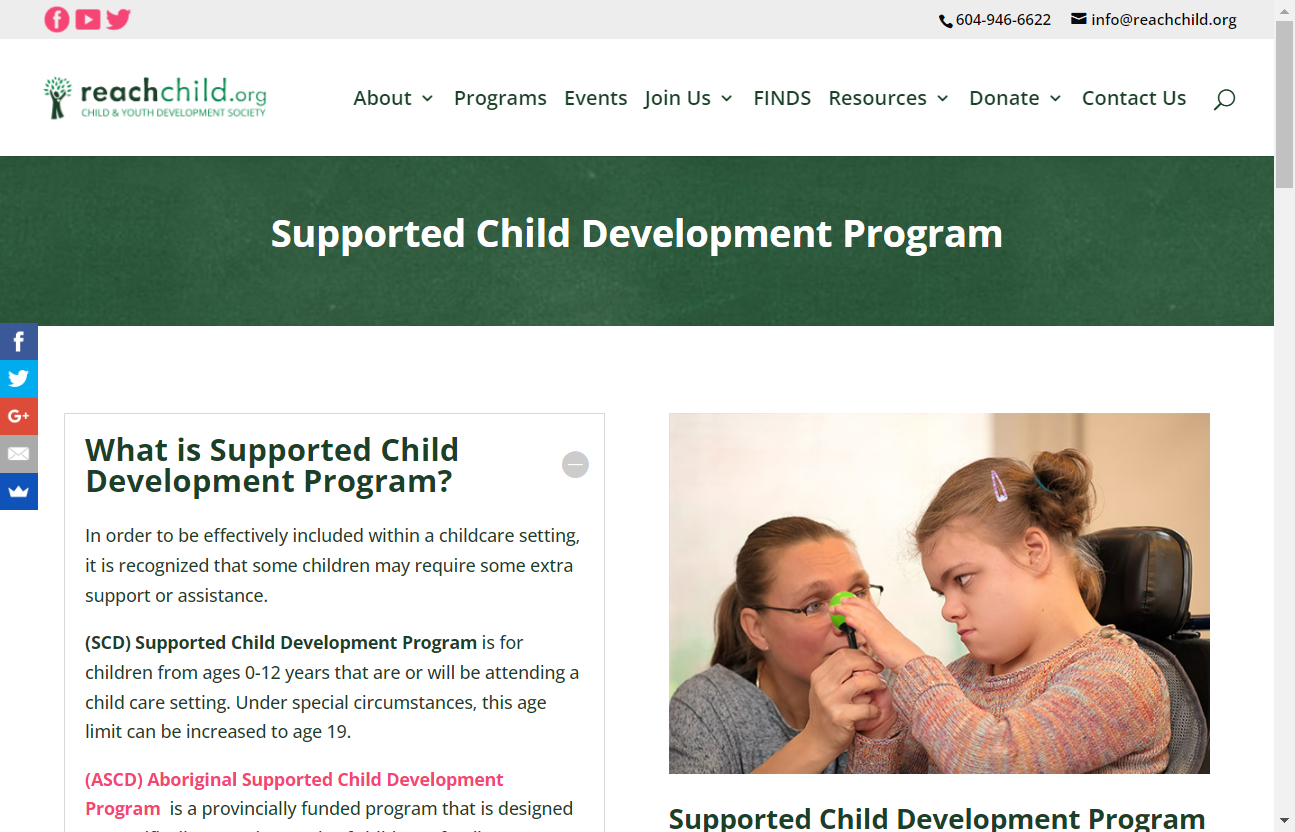 604-946-6622 info@reachchild.org
reachchild.org
CHILD & YOUTH DEVELOPMENT SOCIETY
About Programs Events Join Us FINDS Resources Donate Contact Us
Supported Child Development Program
G+
What is Supported Child
Development Program?
In order to be effectively included within a childcare setting,
it is recognized that some children may require some extra
support or assistance.
(SCD) Supported Child Development Program is for
children from ages 0-12 years that are or will be attending a
child care setting. Under special circumstances, this age
limit can be increased to age 19.
(ASCD) Aboriginal Supported Child Development
Program is a provincially funded program that is designed
Supported Child Development Program